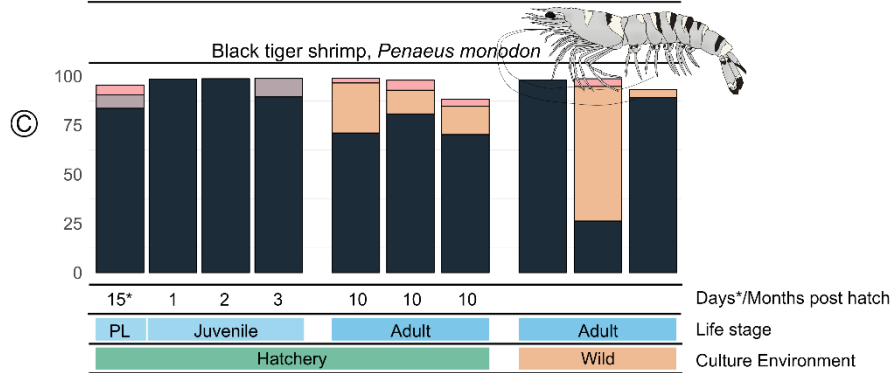 Black tiger shrimp, Penaeus monodon
Ⓒ
100
75
50
25
0
15* 1 2 3 10 10 10 Days*/Months post hatch
PL Juvenile Adult Adult Life stage
Hatchery Wild Culture Environment